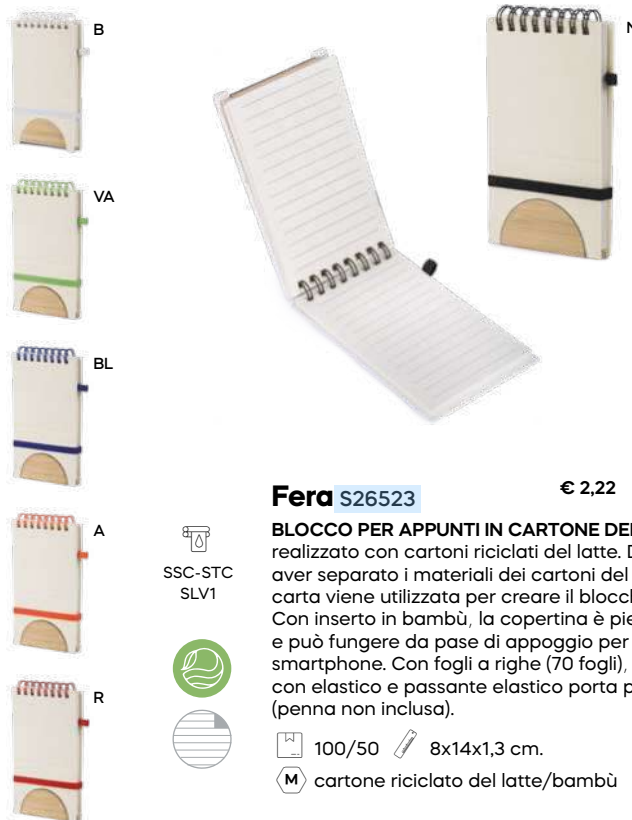 B
VA
BL
A
R
SSC-STC
SLV1
Fera S26523
€ 2,22
BLOCCO PER APPUNTI IN CARTONE
realizzato con cartoni riciclati del latte.
aver separato i materiali dei cartoni del
carta viene utilizzata per creare il
Con inserto in bambù, la copertina è
e può fungere da pase di appoggio per
smartphone. Con fogli a righe (70 fogli),
con elastico e passante elastico porta
(penna non inclusa).
100/50 8x14x1,3 cm.
M cartone riciclato del latte/bambù